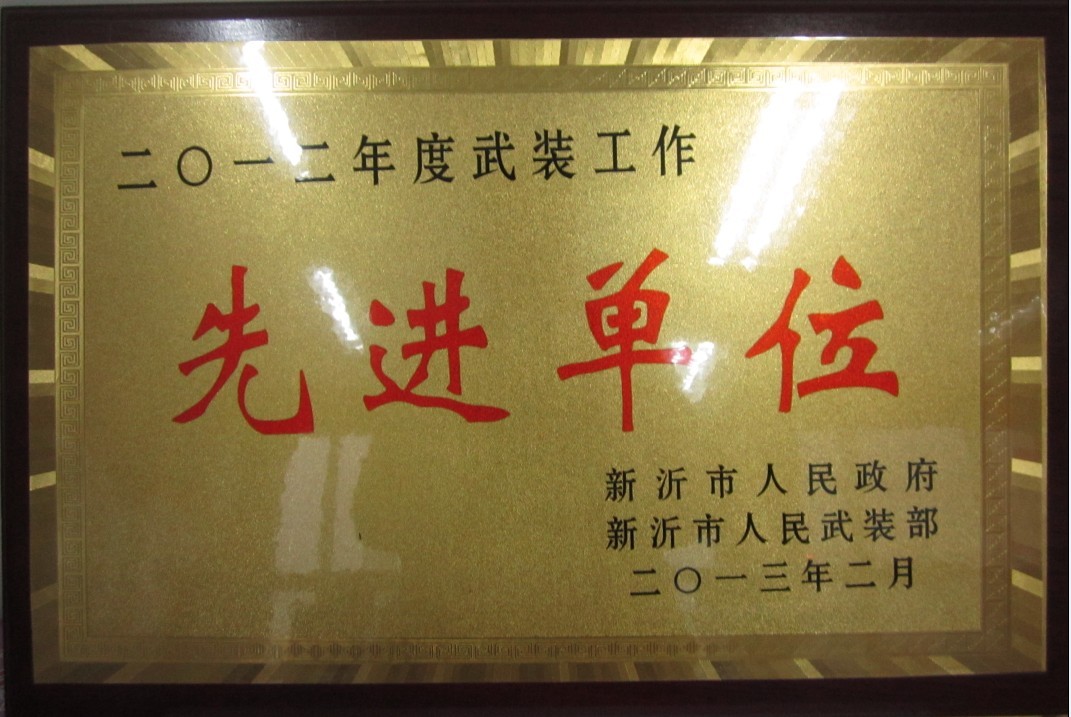 二〇一二年度武装工作
先进单位
新沂市人民政府
新沂市人民武装部
二〇一三年二月